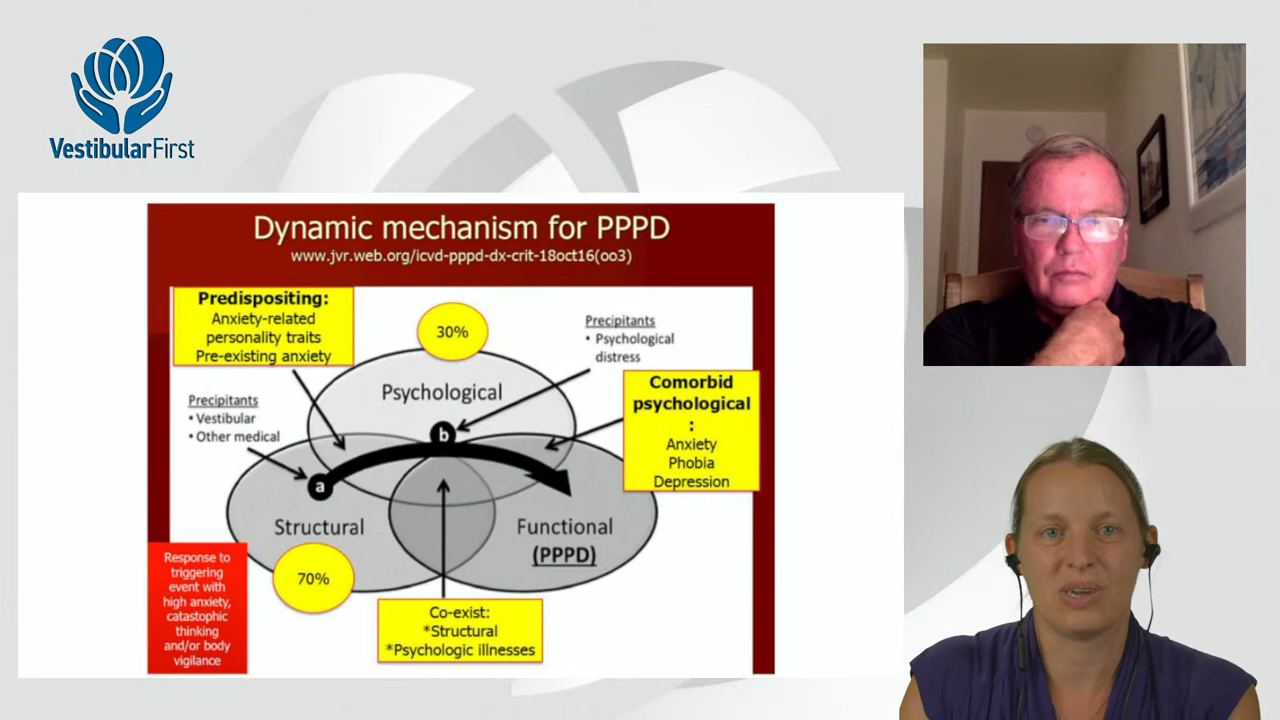 VestibularFirst
Dynamic mechanism for PPPD
www.jvr.web.org/icvd-pppd-dx-crit-18oct16(oo3)
Predispositing:
Anxiety-related
personality traits
Pre-existing anxiety
30%
Precipitants
• Psychological
distress
Psychological
Comorbid
psychological
:
Anxiety
Phobia
Depression
Precipitants
• Vestibular
• Other medical
b
a
Structural
Functional
(PPPD)
Response to
triggering
event with
high anxiety,
catastophic
thinking
and/or body
vigilance
70%
Co-exist:
*Structural
*Psychologic illnesses